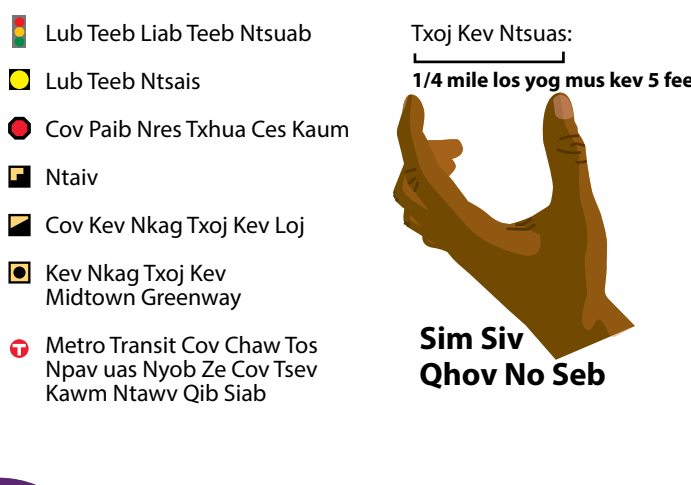 Lub Teeb Liab Teeb Ntsuab
Lub Teeb Ntsais
Cov Paib Nres Txhua Ces Kaum
Ntaiv
Cov Kev Nkag Txoj Kev Loj
Kev Nkag Txoj Kev
Midtown Greenway
T
Metro Transit Cov Chaw Tos
Npav uas Nyob Ze Cov Tsev
Kawm Ntawv Qib Siab
Txoj Kev Ntsuas:
1/4 mile los yog mus kev 5 fee
Sim Siv
Qhov No Seb